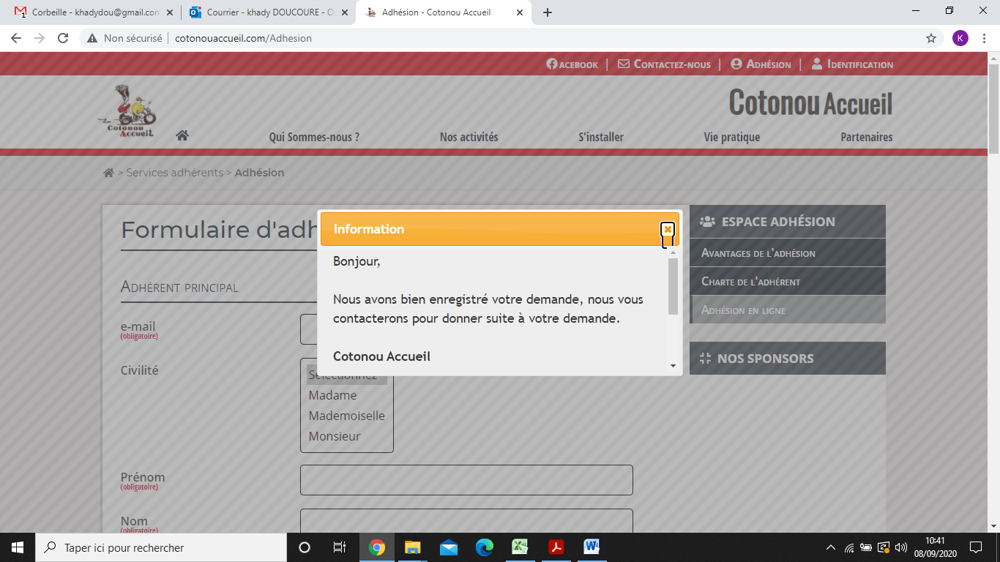 Corbeille - khadydou@gmail.com
Courrier - khady DOUCOURE - O
Adhésion - Cotonou Accueil
Non sécurisé
cotonouaccueil.com/Adhesion
K
acebook | Contactez-nous | Adhésion | Identification
Cotonou Accueil
Cotonou Accueil
Qui Sommes-nous ?
Nos activités
S'installer
Vie pratique
Partenaires
> Services adhérents > Adhésion
Formulaire d'adh
Information
Bonjour,
Nous avons bien enregistré votre demande, nous vous
contacterons pour donner suite à votre demande.
Cotonou Accueil
Adhérent principal
e-mail
(obligatoire)
Civilité
Sélectionnez
Madame
Mademoiselle
Monsieur
Prénom
(obligatoire)
Nom
(obligatoire)
Espace Adhésion
Avantages de l'adhésion
Charte de l'adhérent
Adhésion en ligne
Nos Sponsors
Taper ici pour rechercher
10:41
08/09/2020